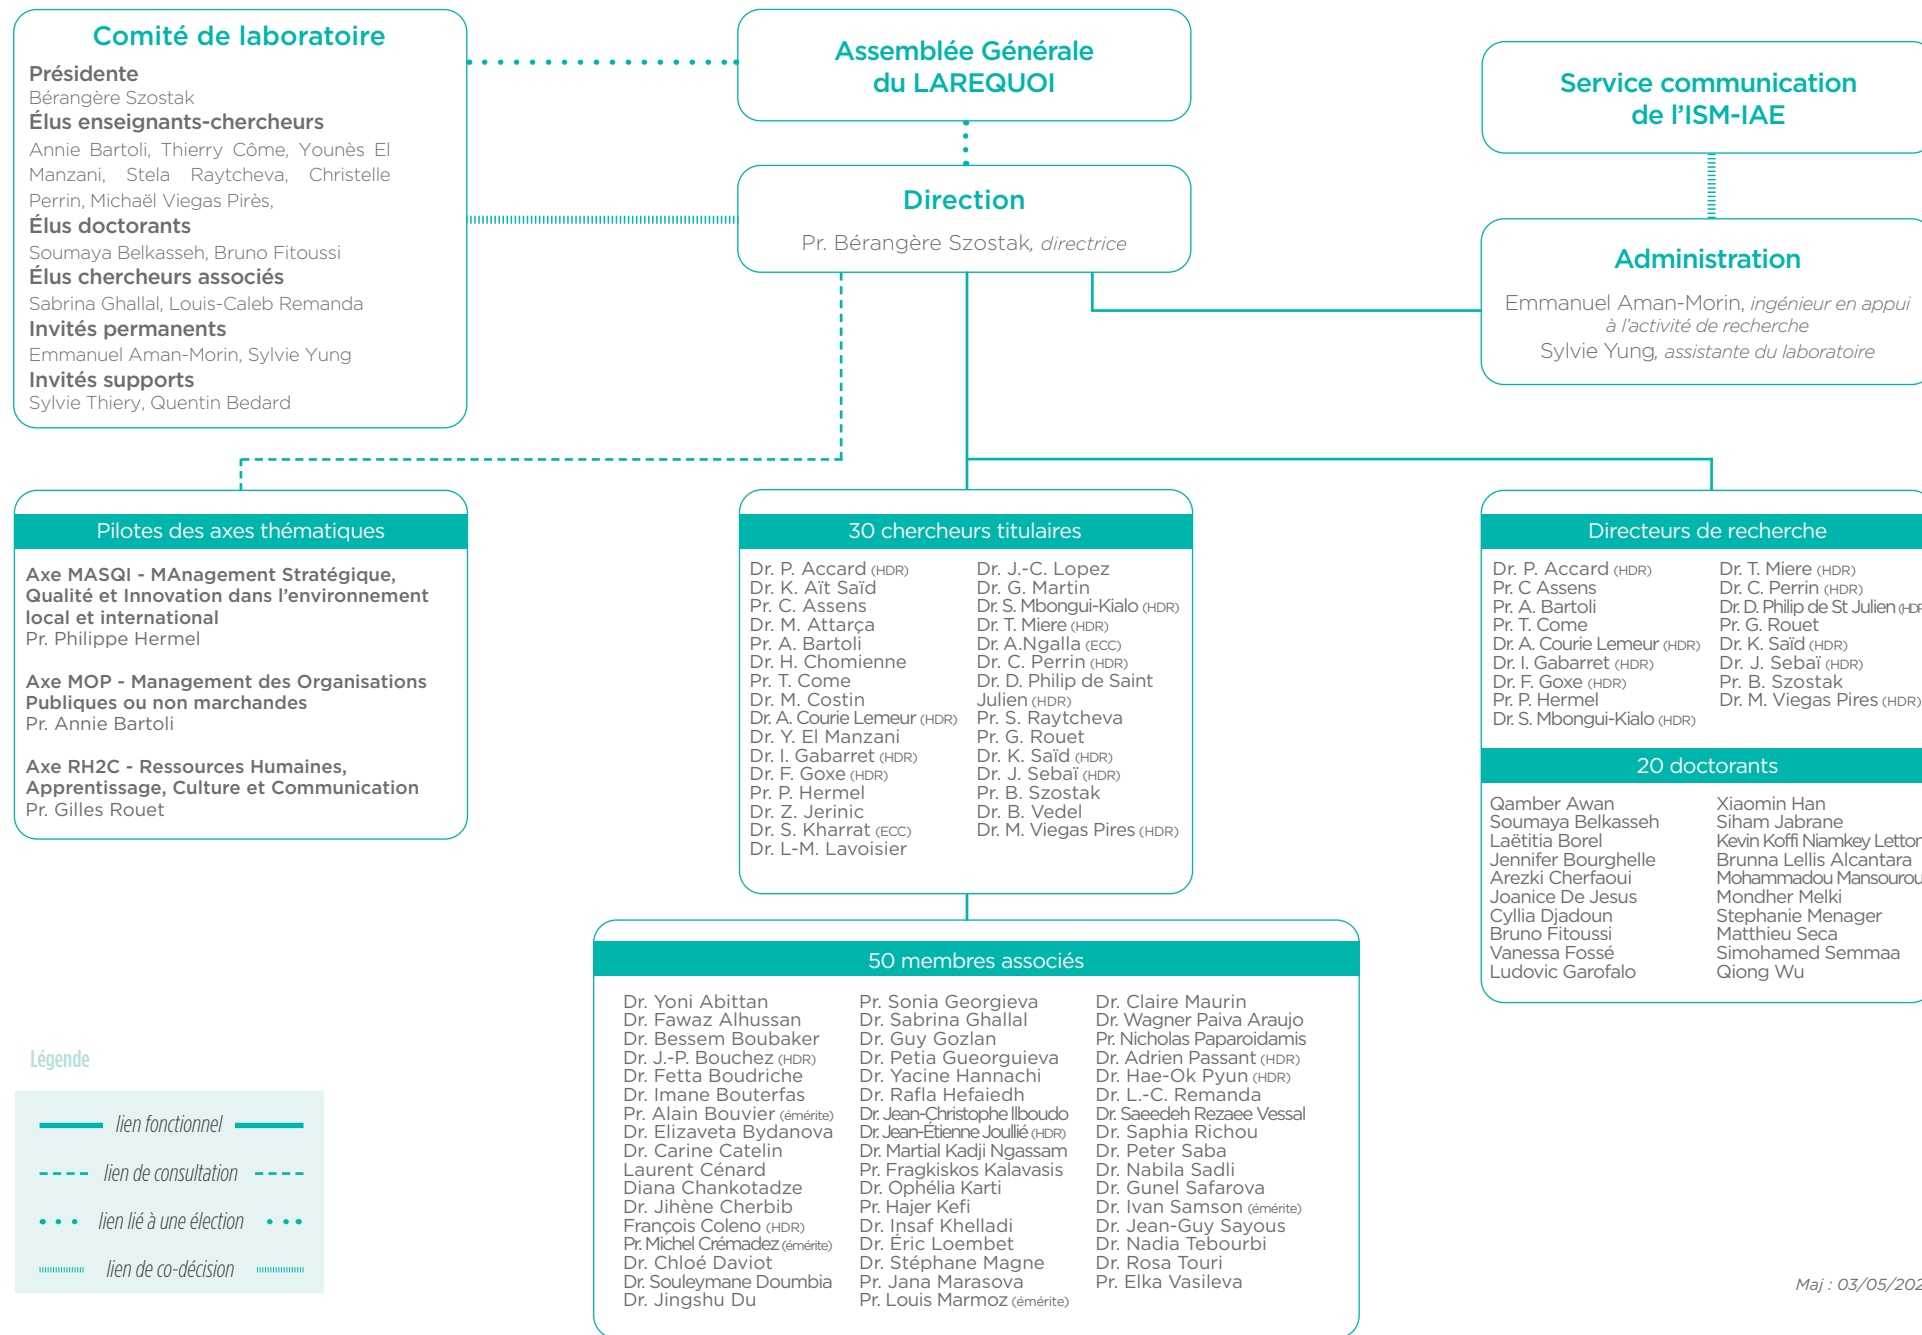 Comité de laboratoire
Présidente
Bérangère Szostak
Élus enseignants-chercheurs
Annie Bartoli, Thierry Côme, Younès El
Manzani, Stela Raytcheva, Christelle
Perrin, Michaël Viegas Pirès,
Élus doctorants
Soumaya Belkasseh, Bruno Fitoussi
Élus chercheurs associés
Sabrina Ghallal, Louis-Caleb Remanda
Invités permanents
Emmanuel Aman-Morin, Sylvie Yung
Invités supports
Sylvie Thiery, Quentin Bedard
Assemblée Générale
du LAREQUOI
Direction
Pr. Bérangère Szostak, directrice
Service communication
de l'ISM-IAE
Administration
Emmanuel Aman-Morin, ingénieur en appui
à l'activité de recherche
Sylvie Yung, assistante du laboratoire
Pilotes des axes thématiques
Axe MASQI - MAnagement Stratégique,
Qualité et Innovation dans l'environnement
local et international
Pr. Philippe Hermel
Axe MOP - Management des Organisations
Publiques ou non marchandes
Pr. Annie Bartoli
Axe RH2C - Ressources Humaines,
Apprentissage, Culture et Communication
Pr. Gilles Rouet
30 chercheurs titulaires
Dr. P. Accard (HDR)
Dr. K. Aït Saïd
Pr. C. Assens
Dr. M. Attarça
Pr. A. Bartoli
Dr. H. Chomienne
Pr. T. Come
Dr. M. Costin
Dr. A. Courie Lemeur (HDR)
Dr. Y. El Manzani
Dr. I. Gabarret (HDR)
Dr. F. Goxe (HDR)
Pr. P. Hermel
Dr. Z. Jerinic
Dr. S. Kharrat (ECC)
Dr. L-M. Lavoisier
Dr. J.-C. Lopez
Dr. G. Martin
Dr. S. Mbongui-Kialo (HDR)
Dr. T. Miere (HDR)
Dr. A.Ngalla (ECC)
Dr. C. Perrin (HDR)
Dr. D. Philip de Saint
Julien (HDR)
Pr. S. Raytcheva
Pr. G. Rouet
Dr. K. Saïd (HDR)
Dr. J. Sebaï (HDR)
Pr. B. Szostak
Dr. B. Vedel
Dr. M. Viegas Pires (HDR)
Directeurs de recherche
Dr. P. Accard (HDR)
Pr. C Assens
Pr. A. Bartoli
Pr. T. Come
Dr. A. Courie Lemeur (HDR)
Dr. I. Gabarret (HDR)
Dr. F. Goxe (HDR)
Pr. P. Hermel
Dr. S. Mbongui-Kialo (HDR)
Dr. T. Miere (HDR)
Dr. C. Perrin (HDR)
Dr. D. Philip de St Julien (HDR
Pr. G. Rouet
Dr. K. Saïd (HDR)
Dr. J. Sebaï (HDR)
Pr. B. Szostak
Dr. M. Viegas Pires (HDR)
20 doctorants
Qamber Awan
Soumaya Belkasseh
Laëtitia Borel
Jennifer Bourghelle
Arezki Cherfaoui
Joanice De Jesus
Cyllia Djadoun
Bruno Fitoussi
Vanessa Fossé
Ludovic Garofalo
Xiaomin Han
Siham Jabrane
Kevin Koffi Niamkey
Brunna Lellis Alcantara
Mohammadou Mansourou
Mondher Melki
Stephanie Menager
Matthieu Seca
Simohamed Semmaa
Qiong Wu
50 membres associés
Dr. Yoni Abittan
Dr. Fawaz Alhussan
Dr. Bessem Boubaker
Dr. J.-P. Bouchez (HDR)
Dr. Fetta Boudriche
Dr. Imane Bouterfas
Pr. Alain Bouvier (émérite)
Dr. Elizaveta Bydanova
Dr. Carine Catelin
Laurent Cénard
Diana Chankotadze
Dr. Jihène Cherbib
François Coleno (HDR)
Pr. Michel Crémadez (émérite)
Dr. Chloé Daviot
Dr. Souleymane Doumbia
Dr. Jingshu Du
Pr. Sonia Georgieva
Dr. Sabrina Ghallal
Dr. Guy Gozlan
Dr. Petia Gueorguieva
Dr. Yacine Hannachi
Dr. Rafla Hefaiedh
Dr. Jean-Christophe Ilboudo
Dr. Jean-Étienne Joullié (HDR)
Dr. Martial Kadji Ngassam
Pr. Fragkiskos Kalavasis
Dr. Ophélia Karti
Pr. Hajer Kefi
Dr. Insaf Khelladi
Dr. Éric Loembet
Dr. Stéphane Magne
Pr. Jana Marasova
Pr. Louis Marmoz (émérite)
Dr. Claire Maurin
Dr. Wagner Paiva Araujo
Pr. Nicholas Paparoidamis
Dr. Adrien Passant (HDR)
Dr. Hae-Ok Pyun (HDR)
Dr. L.-C. Remanda
Dr. Saeedeh Rezaee Vessal
Dr. Saphia Richou
Dr. Peter Saba
Dr. Nabila Sadli
Dr. Gunel Safarova
Dr. Ivan Samson (émérite)
Dr. Jean-Guy Sayous
Dr. Nadia Tebourbi
Dr. Rosa Touri
Pr. Elka Vasileva
Légende
lien fonctionnel
lien de consultation
lien lié à une élection
lien de co-décision
Maj : 03/05/202